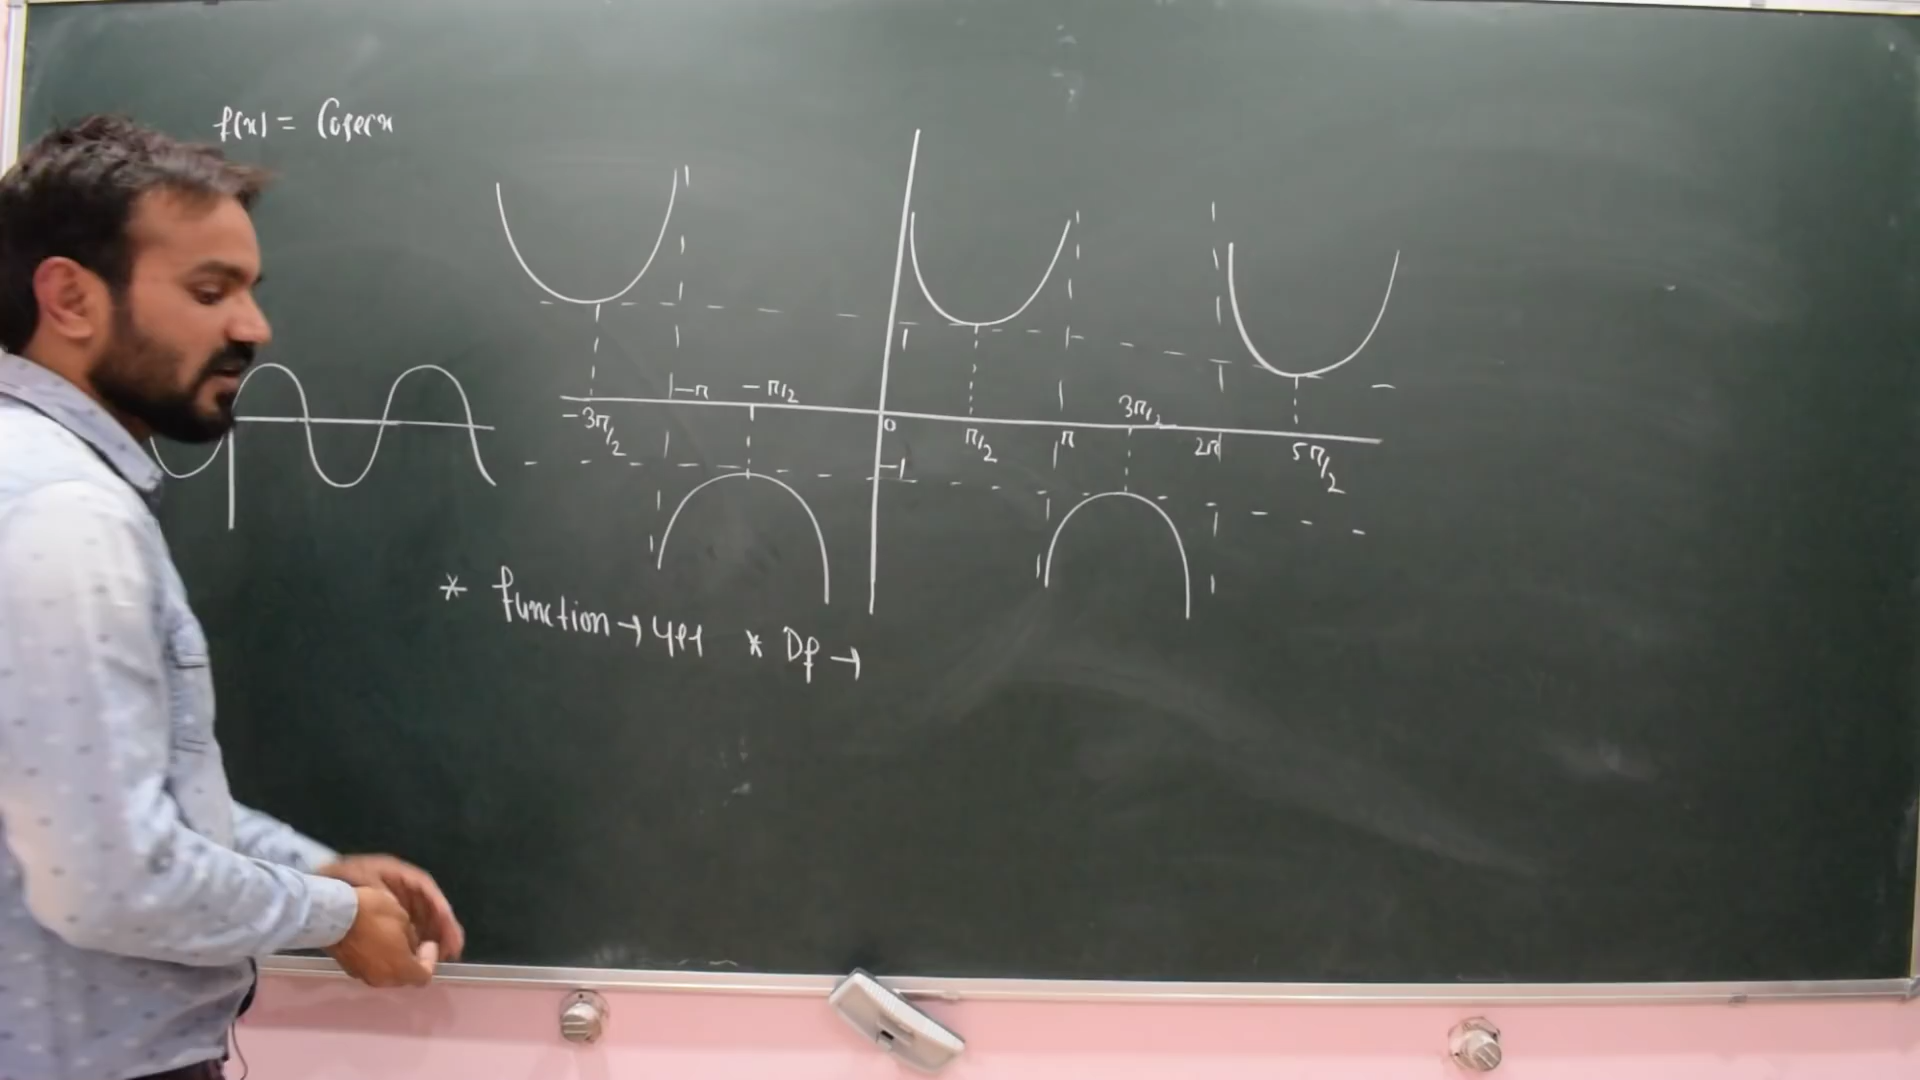 f(x) = Cosecx
1
-π -π/2
-3π/2
0 π/2 π 3π/2 2π 5π/2
-1
* function → yes * Df →